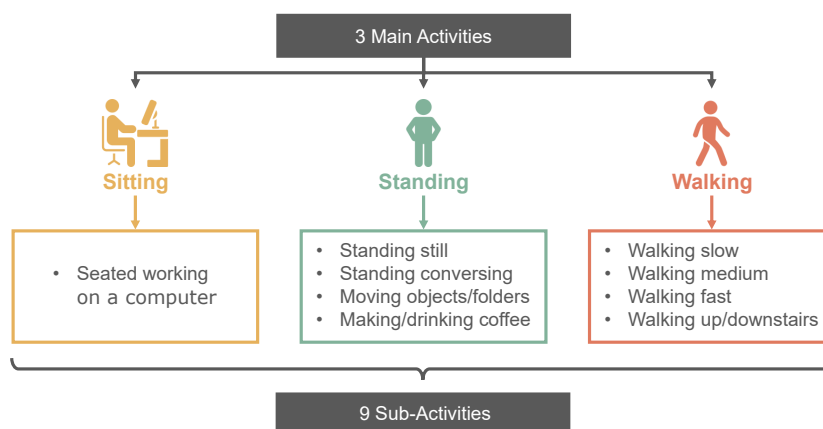 3 Main Activities
Sitting
Standing
Walking
• Seated working
on a computer
• Standing still
• Standing conversing
• Moving objects/folders
• Making/drinking coffee
• Walking slow
• Walking medium
• Walking fast
• Walking up/downstairs
9 Sub-Activities